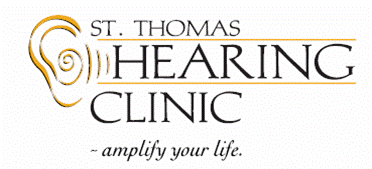 ST. THOMAS
HEARING
CLINIC
~ amplify your life.